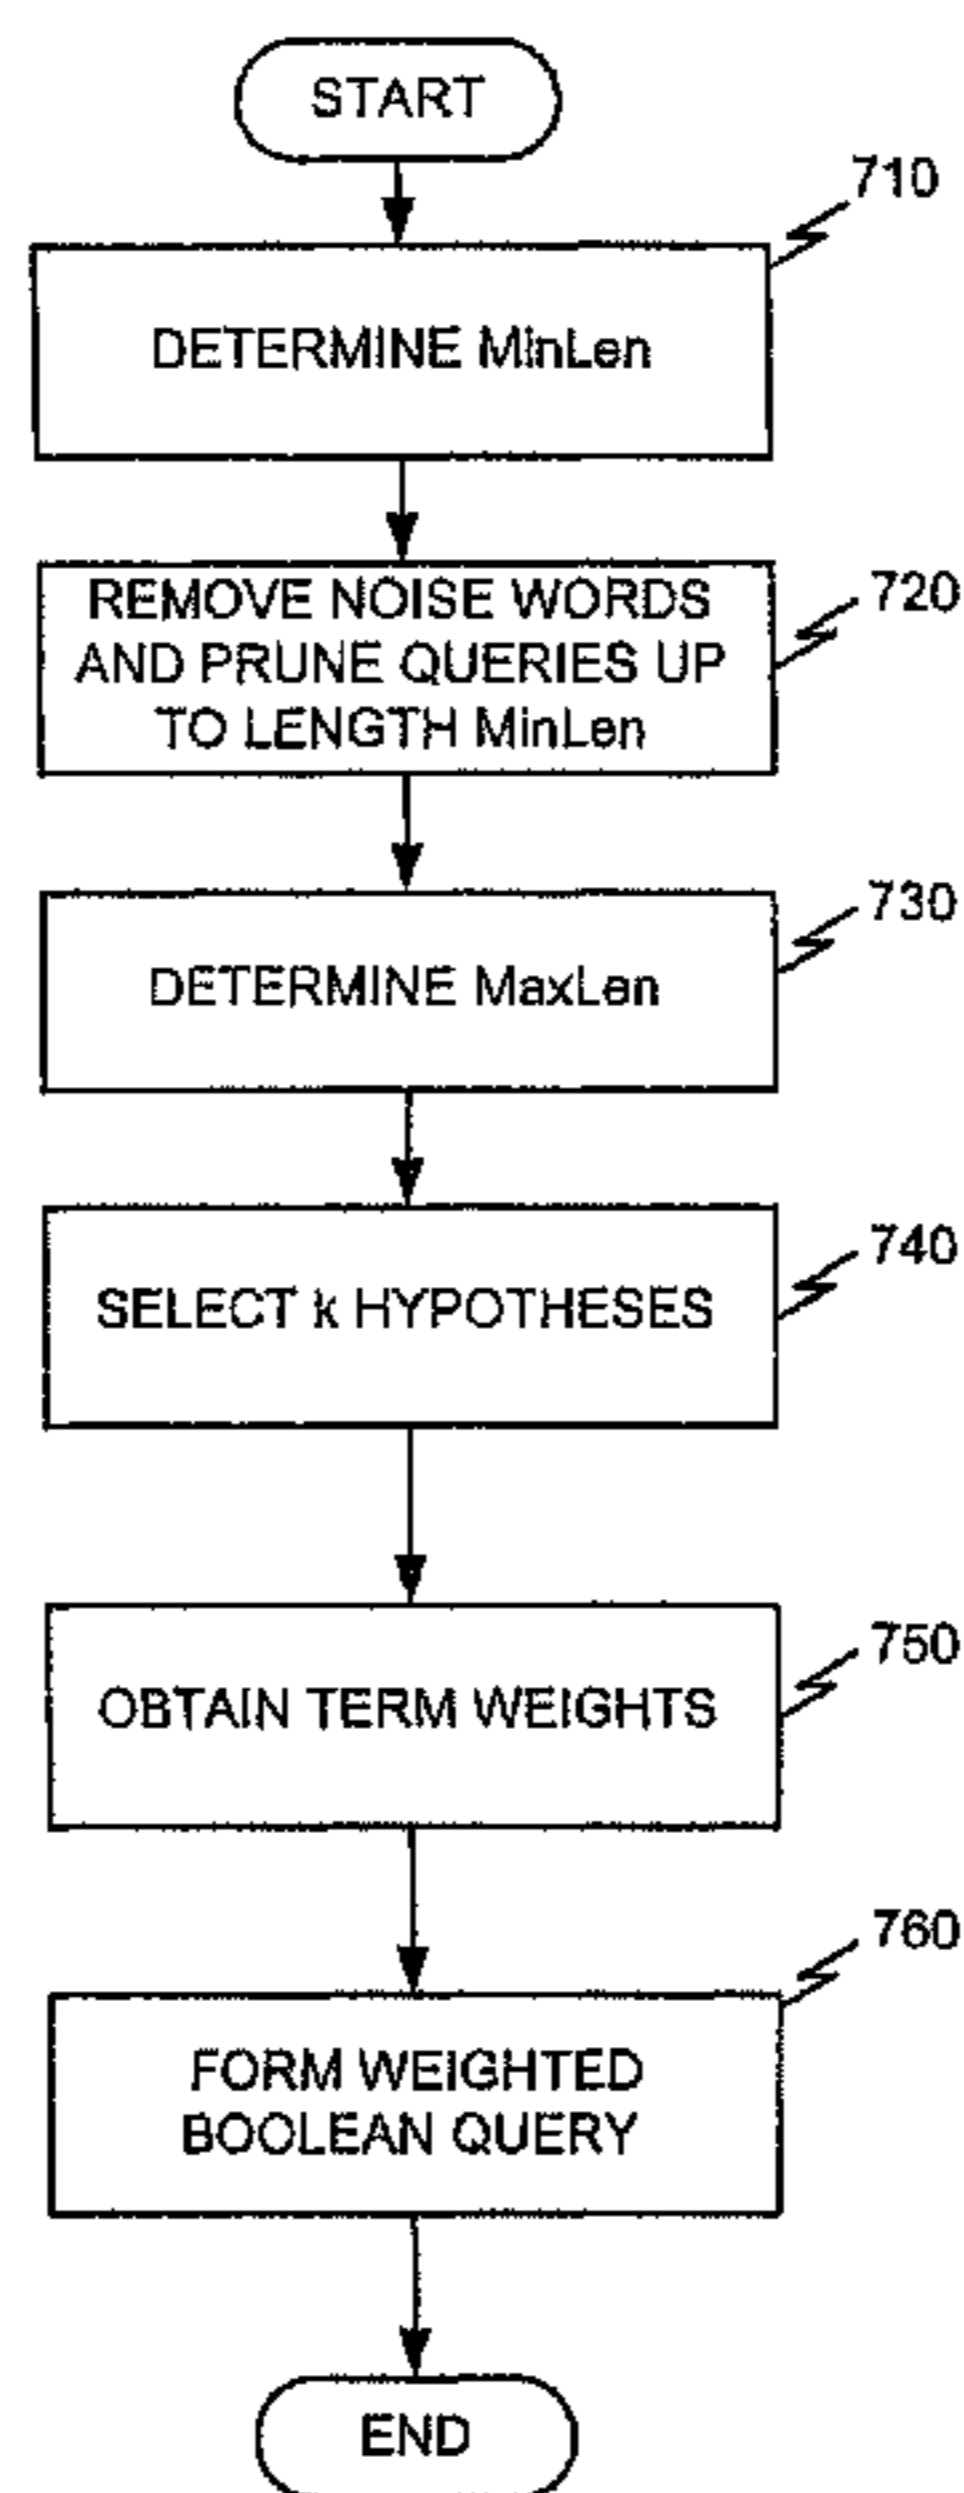 START
710
DETERMINE MinLen
REMOVE NOISE WORDS
AND PRUNE QUERIES UP
TO LENGTH MinLen
720
DETERMINE MaxLen
730
SELECT k HYPOTHESES
740
OBTAIN TERM WEIGHTS
750
FORM WEIGHTED
BOOLEAN QUERY
760
END